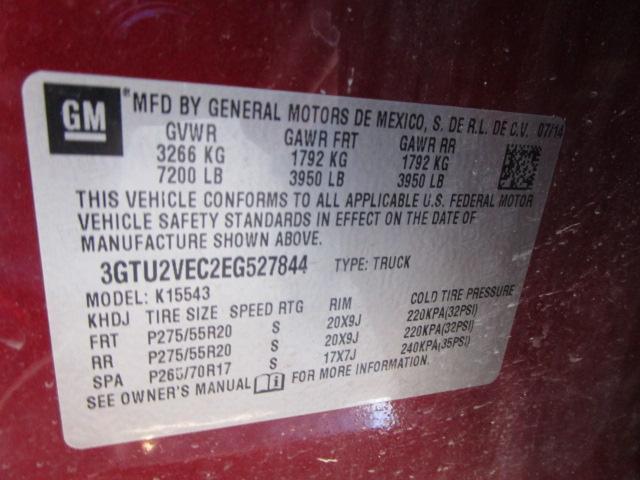 GM
MFD BY GENERAL MOTORS DE MEXICO, S. DE R.L. DE C.V. 07/14
GVWR GAWR FRT GAWR RR
3266 KG 1792 KG 1792 KG
7200 LB 3950 LB 3950 LB
THIS VEHICLE CONFORMS TO ALL APPLICABLE U.S. FEDERAL MOTOR
VEHICLE SAFETY STANDARDS IN EFFECT ON THE DATE OF
MANUFACTURE SHOWN ABOVE.
3GTU2VEC2EG527844 TYPE: TRUCK
MODEL: K15543
KHDJ TIRE SIZE SPEED RTG RIM COLD TIRE PRESSURE
FRT P275/55R20 S 20X9J 220KPA(32PSI)
RR P275/55R20 S 20X9J 220KPA(32PSI)
SPA P265/70R17 S 17X7J 240KPA(35PSI)
SEE OWNER'S MANUAL FOR MORE INFORMATION.